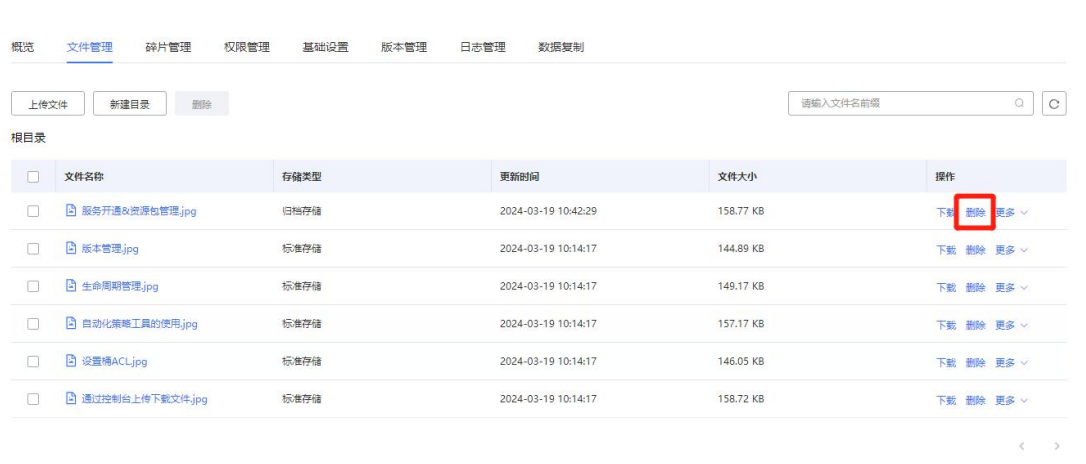 概览 文件管理 碎片管理 权限管理 基础设置 版本管理 日志管理 数据复制
上传文件 新建目录 删除 请输入文件名前缀
根目录
文件名称 存储类型 更新时间 文件大小 操作
服务开通&资源包管理.jpg 归档存储 2024-03-19 10:42:29 158.77 KB 下载 删除 更多
版本管理.jpg 标准存储 2024-03-19 10:14:17 144.89 KB 下载 删除 更多
生命周期管理.jpg 标准存储 2024-03-19 10:14:17 149.17 KB 下载 删除 更多
自动化策略工具的使用.jpg 标准存储 2024-03-19 10:14:17 157.17 KB 下载 删除 更多
设置桶ACL.jpg 标准存储 2024-03-19 10:14:17 146.05 KB 下载 删除 更多
通过控制台上传下载文件.jpg 标准存储 2024-03-19 10:14:17 158.72 KB 下载 删除 更多